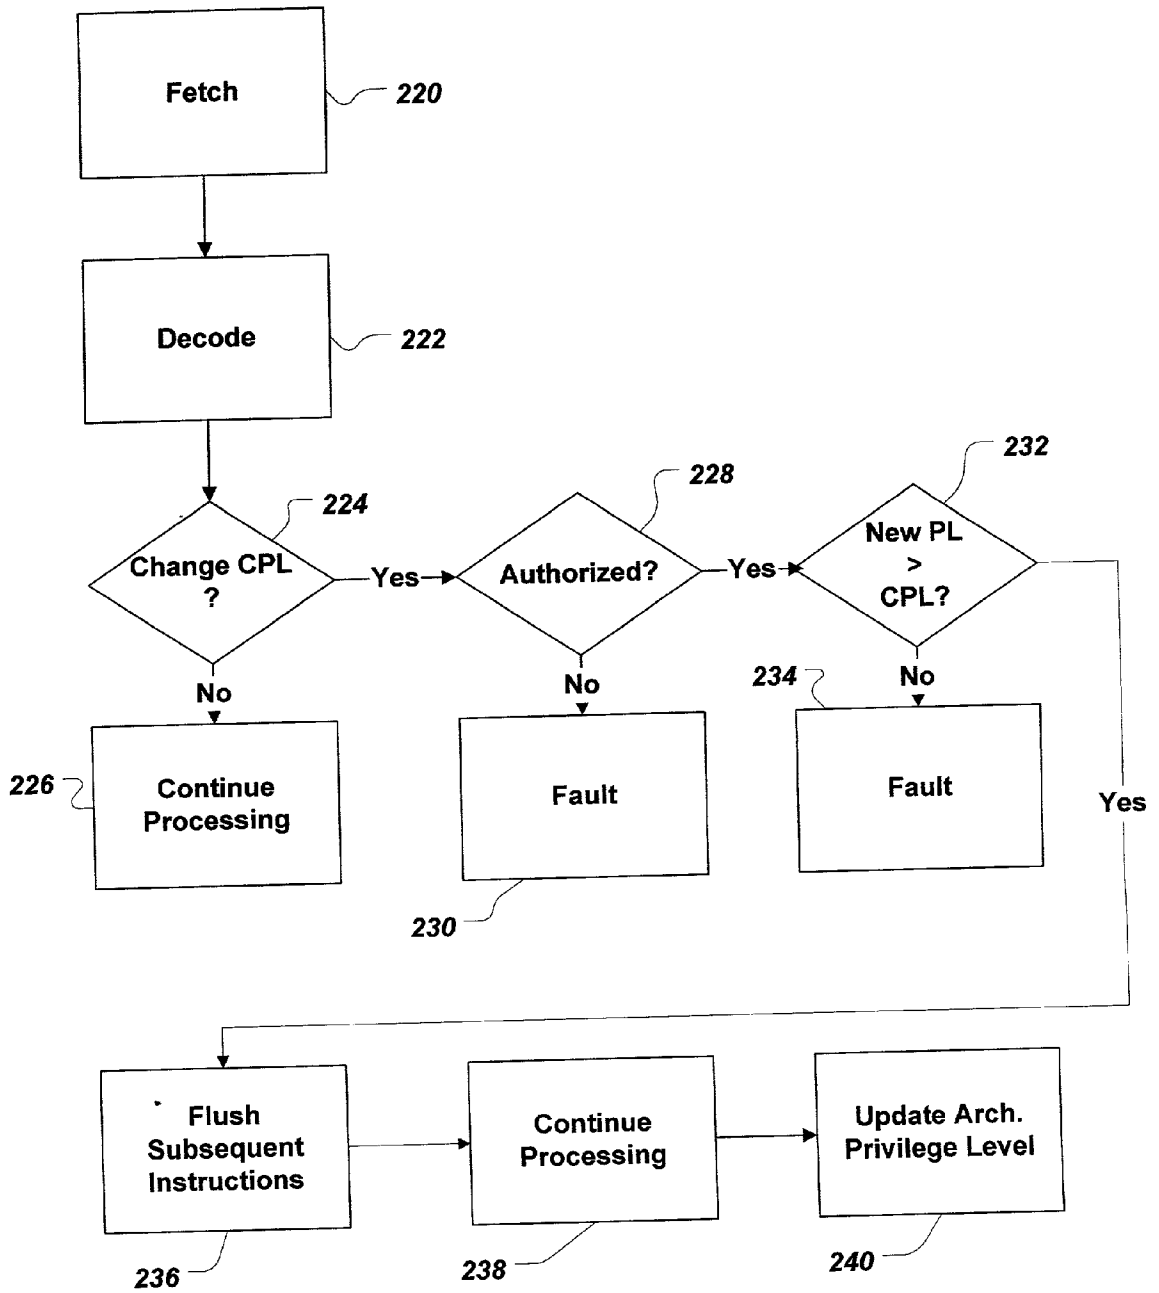 Fetch
220
Decode
222
224
Change CPL
?
Yes
228
Authorized?
Yes
232
New PL
>
CPL?
No
No
234
No
226
Continue
Processing
Fault
230
Fault
Yes
Flush
Subsequent
Instructions
236
Continue
Processing
238
Update Arch.
Privilege Level
240